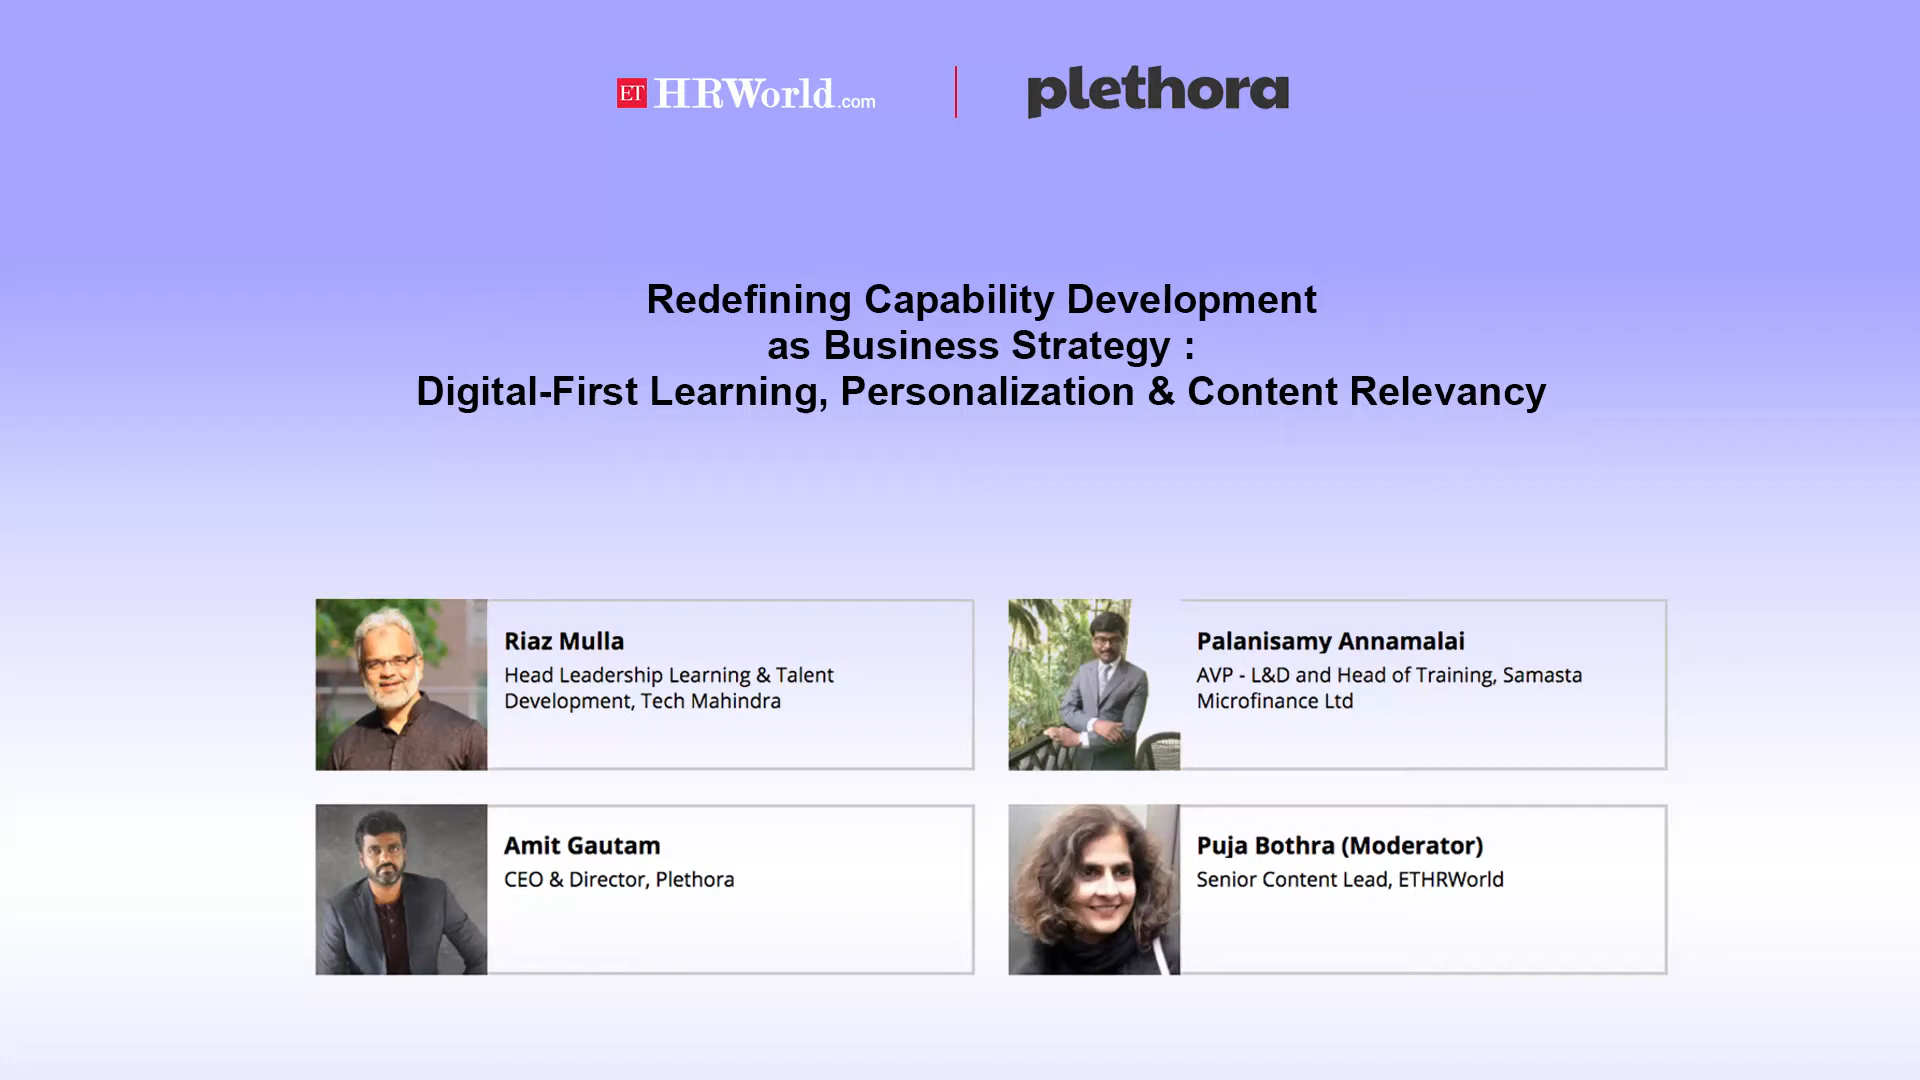 ET HRWorld.com
plethora
Redefining Capability Development
as Business Strategy :
Digital-First Learning, Personalization & Content Relevancy
Riaz Mulla
Head Leadership Learning & Talent
Development, Tech Mahindra
Palanisamy Annamalai
AVP - L&D and Head of Training, Samasta
Microfinance Ltd
Amit Gautam
CEO & Director, Plethora
Puja Bothra (Moderator)
Senior Content Lead, ETHRWorld